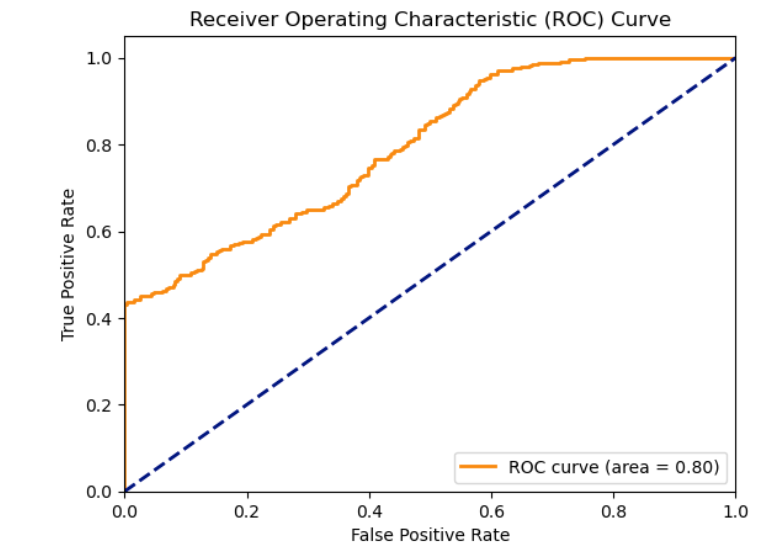 Receiver Operating Characteristic (ROC) Curve
1.0
0.8
0.6
0.4
0.2
0.0
True Positive Rate
ROC curve (area = 0.80)
0.0 0.2 0.4 0.6 0.8 1.0
False Positive Rate